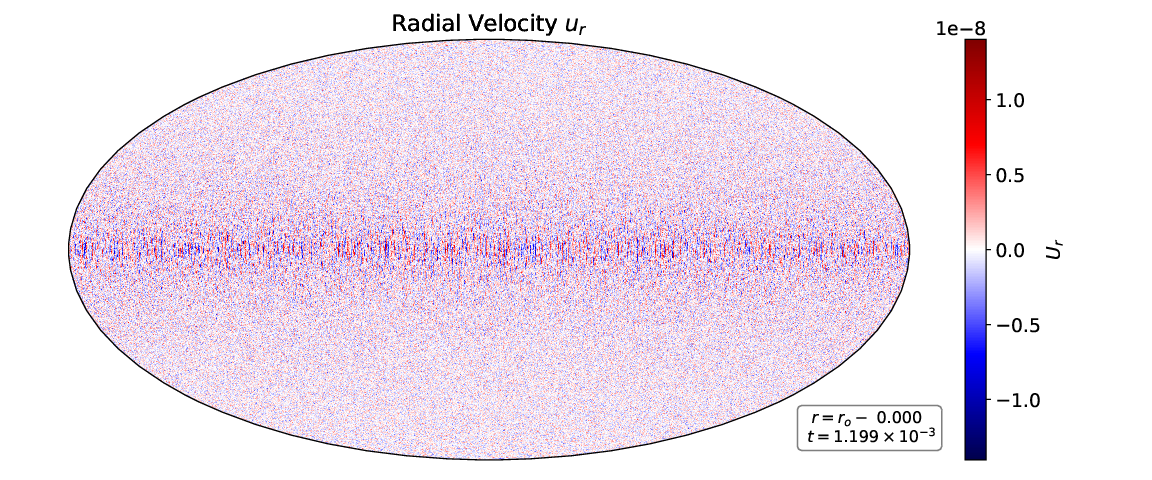 Radial Velocity u_r
1e−8
1.0
0.5
0.0
−0.5
−1.0
U_r
r = r_o − 0.000
t = 1.199 × 10⁻³